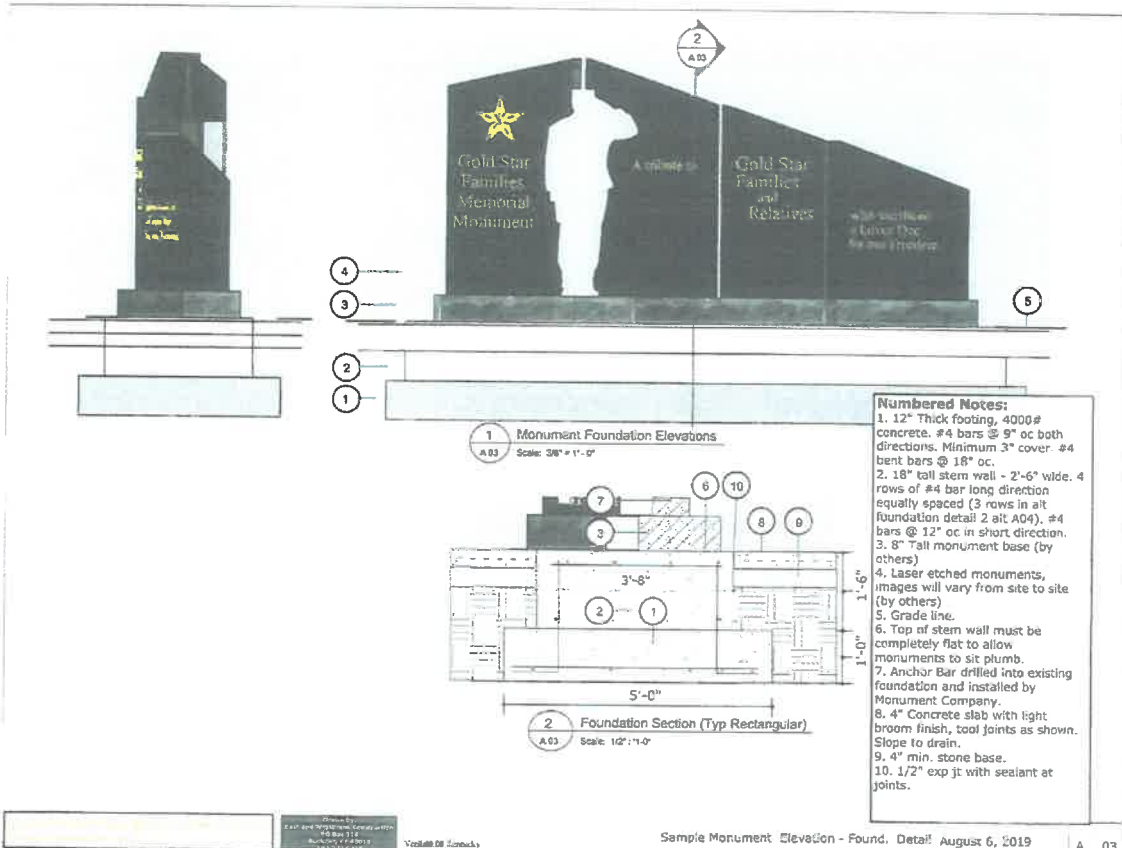 2
A 03
Gold Star
Families
Memorial
Monument
A tribute to
Gold Star
Families
and
Relatives
4
3
2
1
5
1
A 03
Monument Foundation Elevations
Scale: 3/8" = 1'- 0"
7
6
10
3
8
9
3'-8"
2
1
1'-6"
1'-0"
5'-0"
2
A 03
Foundation Section (Typ Rectangular)
Scale: 1/2" : "1-0"
Numbered Notes:
1. 12" Thick footing, 4000#
concrete. #4 bars @ 9" oc both
directions. Minimum 3" cover. #4
bent bars @ 18" oc.
2. 18" tall stem wall - 2'-6" wide. 4
rows of #4 bar long direction
equally spaced (3 rows in alt
foundation detail 2 alt A04). #4
bars @ 12" oc in short direction.
3. 8" Tall monument base (by
others)
4. Laser etched monuments,
images will vary from site to site
(by others)
5. Grade line.
6. Top of stem wall must be
completely flat to allow
monuments to sit plumb.
7. Anchor Bar drilled into existing
foundation and installed by
Monument Company.
8. 4" Concrete slab with light
broom finish, tool joints as shown.
Slope to drain.
9. 4" min. stone base.
10. 1/2" exp jt with sealant at
joints.
Sample Monument Elevation - Found. Detail August 6, 2019
A 03